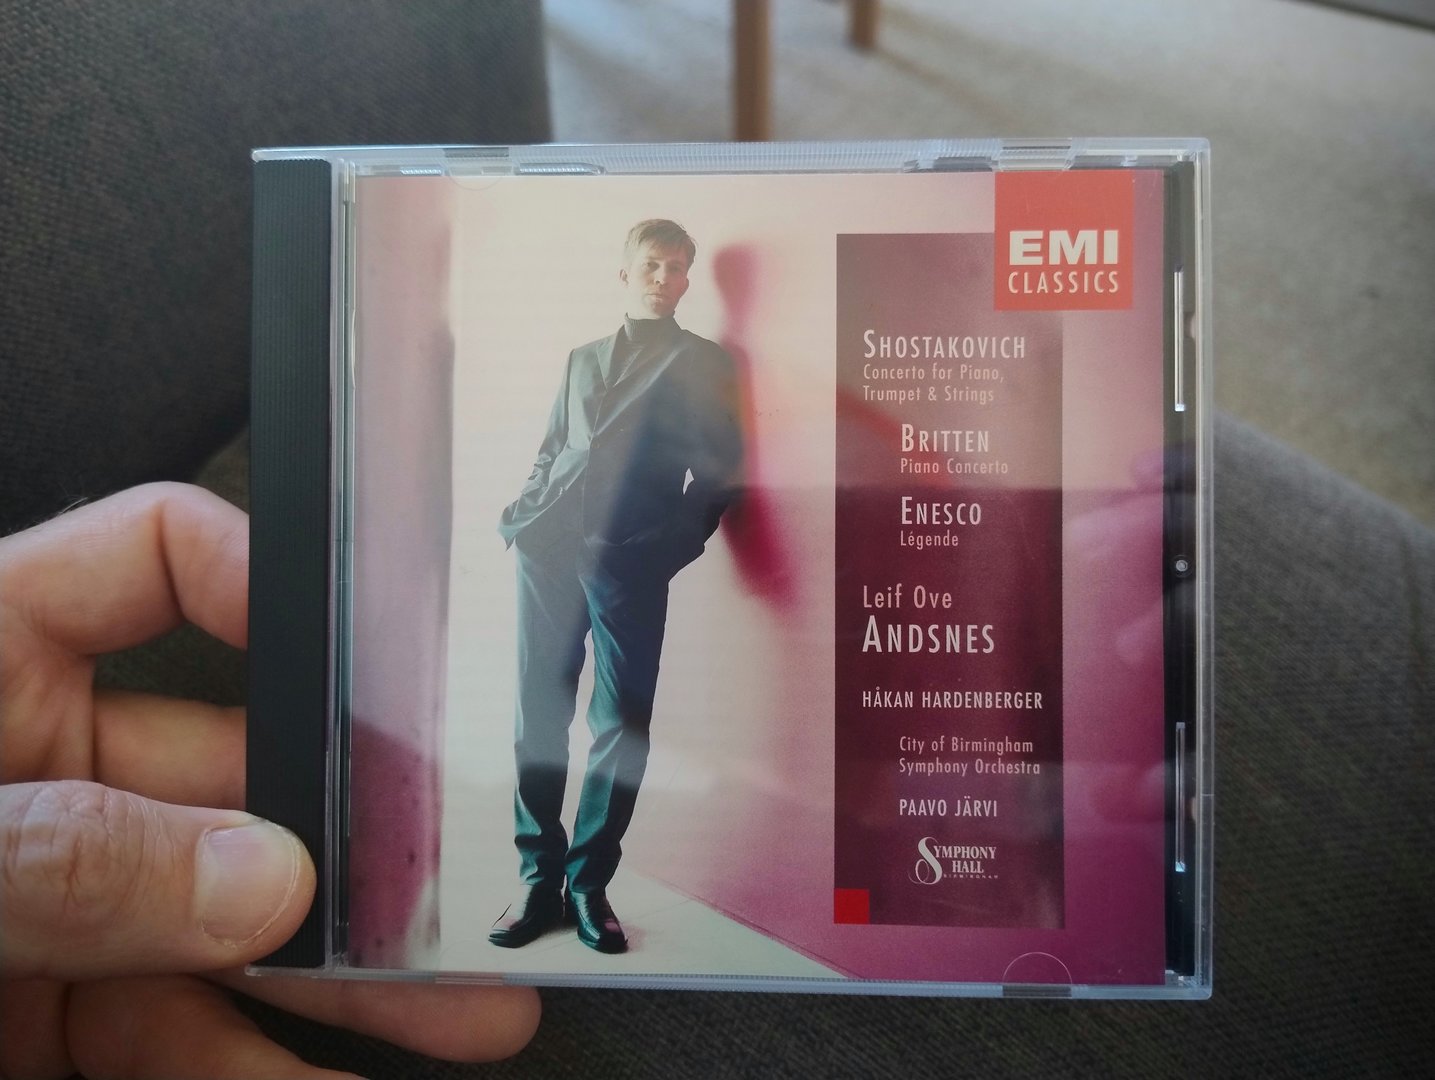 EMI
CLASSICS
SHOSTAKOVICH
Concerto for Piano,
Trumpet & Strings
BRITTEN
Piano Concerto
ENESCO
Légende
Leif Ove
ANDSNES
HÅKAN HARDENBERGER
City of Birmingham
Symphony Orchestra
PAAVO JÄRVI
SYMPHONY
HALL
BIRMINGHAM